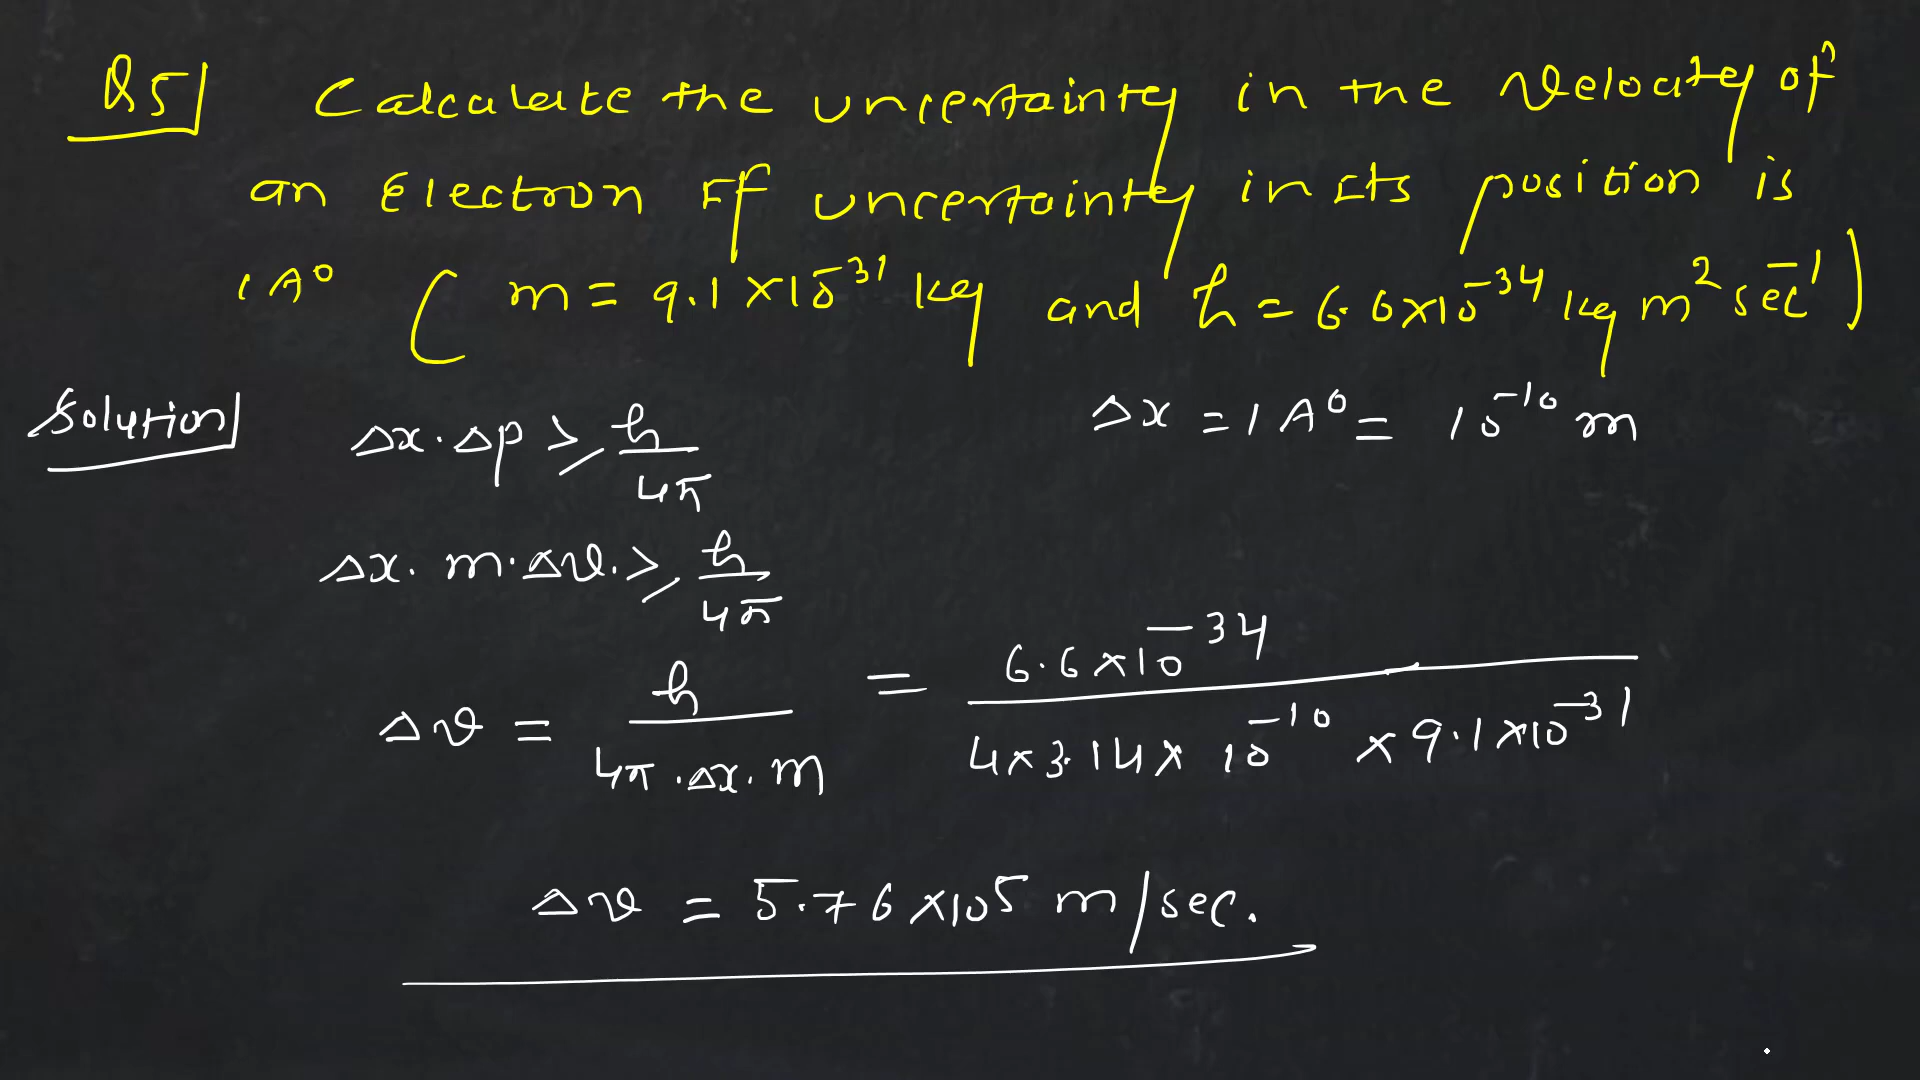 Q5 Calculate the uncertainty in the velocity of
an Electron If uncertainty in Its position is
1 A° ( m = 9.1×10⁻³¹ kg and h = 6.6×10⁻³⁴ kg m² sec⁻¹ )
Solution Δx·Δp ≥ h/4π Δx = 1 A° = 10⁻¹⁰ m
Δx. m·Δv. ≥ h/4π
Δv = h/4π·Δx·m = 6.6×10⁻³⁴/4×3.14×10⁻¹⁰×9.1×10⁻³¹
Δv = 5.76×10⁵ m/sec.